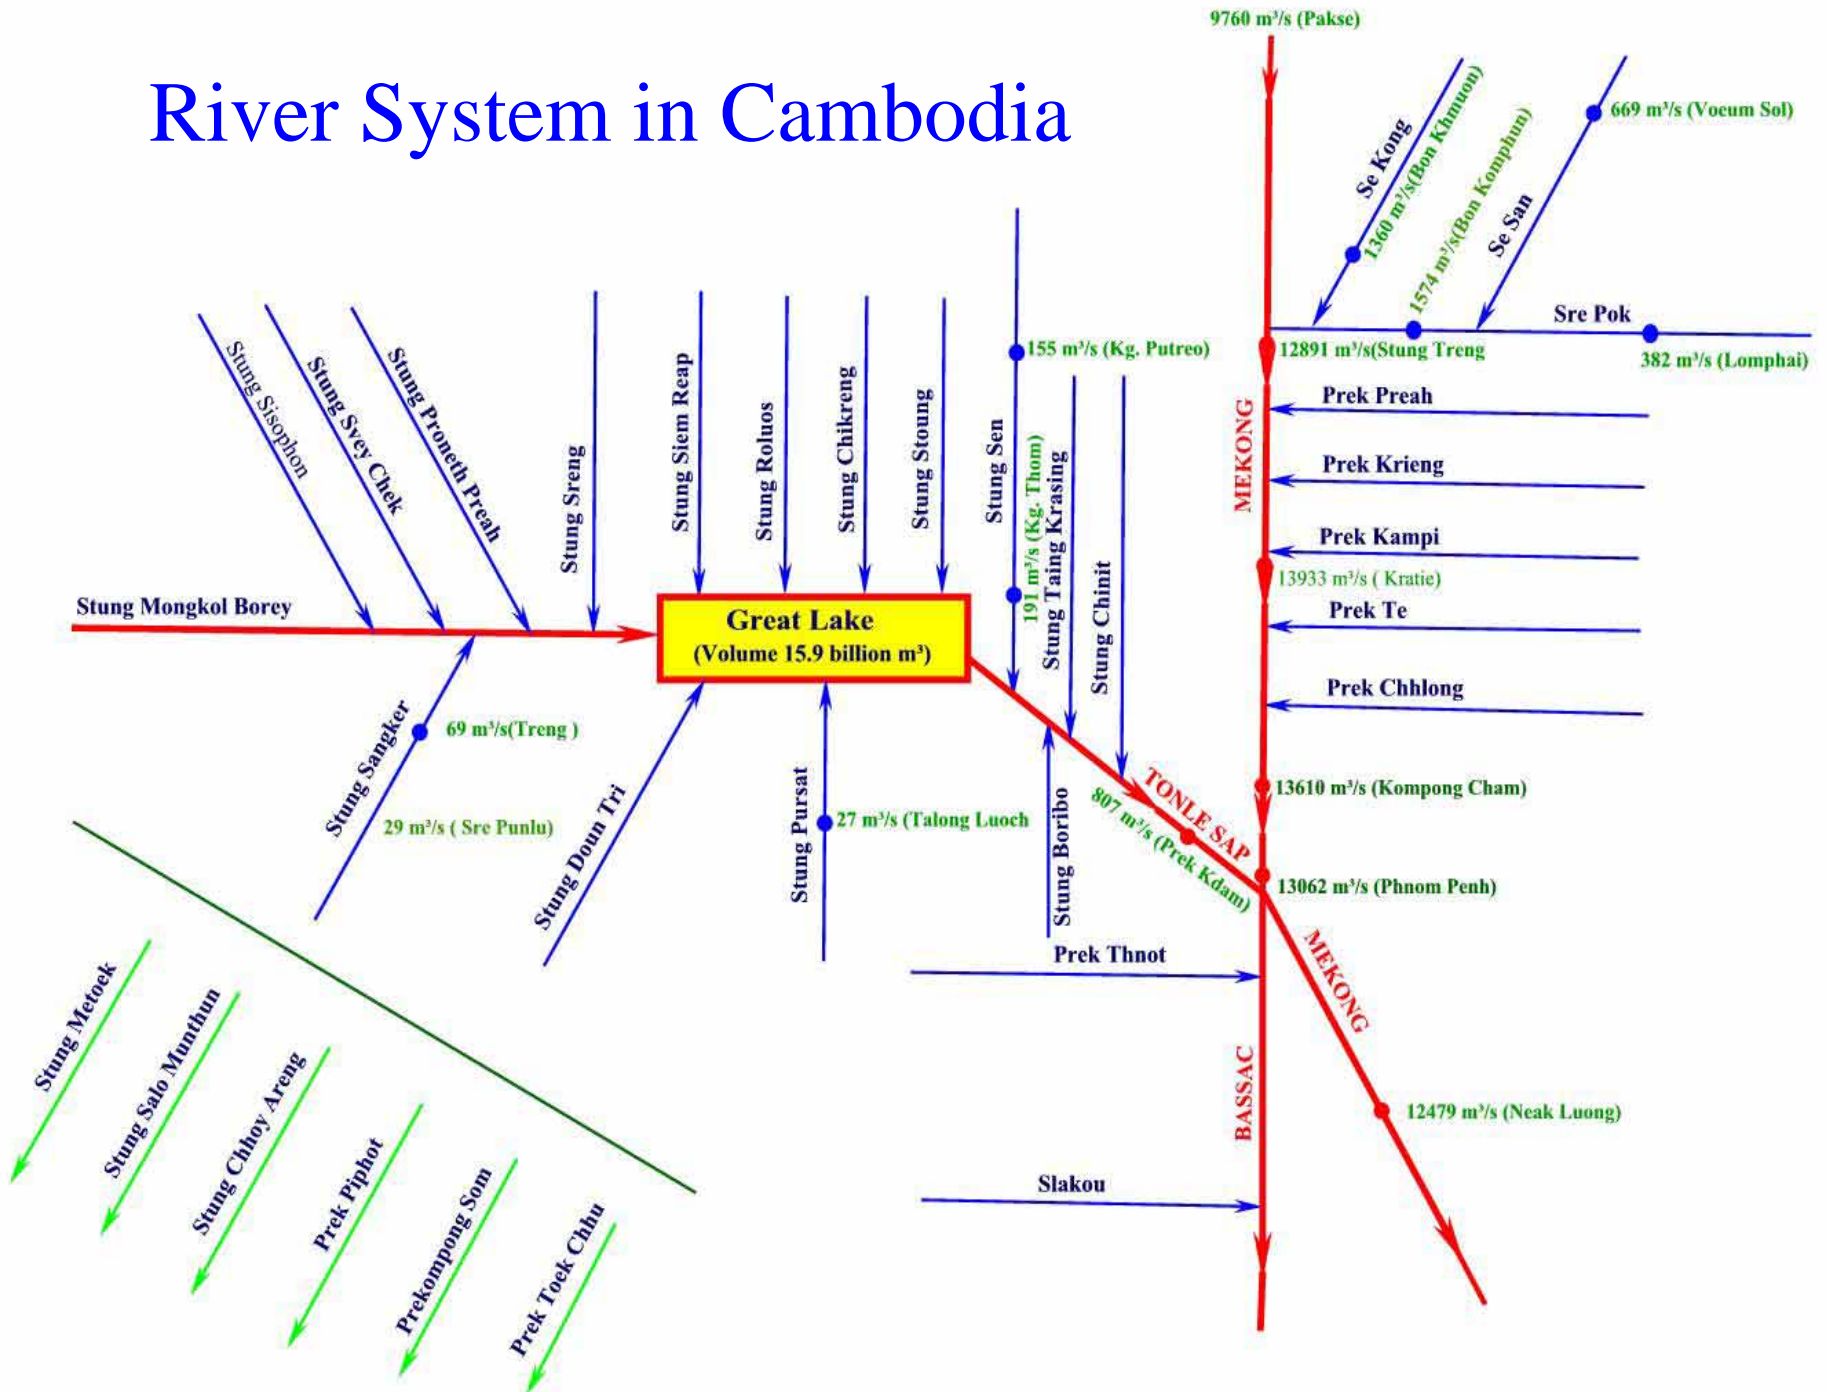 River System in Cambodia
9760 m³/s (Pakse)
Se Kong
1360 m³/s(Bon Khmuon)
1574 m³/s(Bon Komphun)
Se San
669 m³/s (Voeum Sol)
Sre Pok
382 m³/s (Lomphai)
12891 m³/s(Stung Treng
MEKONG
Prek Preah
Prek Krieng
Prek Kampi
13933 m³/s ( Kratie)
Prek Te
Prek Chhlong
13610 m³/s (Kompong Cham)
13062 m³/s (Phnom Penh)
Stung Sisophon
Stung Svey Chek
Stung Proneth Preah
Stung Sreng
Stung Siem Reap
Stung Roluos
Stung Chikreng
Stung Stoung
Stung Sen
155 m³/s (Kg. Putreo)
191 m³/s (Kg. Thom)
Stung Taing Krasing
Stung Chinit
Stung Mongkol Borey
Great Lake
(Volume 15.9 billion m³)
Stung Sangker
69 m³/s(Treng )
29 m³/s ( Sre Punlu)
Stung Doun Tri
Stung Pursat
27 m³/s (Talong Luoch
Stung Boribo
TONLE SAP
807 m³/s (Prek Kdam)
Prek Thnot
MEKONG
BASSAC
12479 m³/s (Neak Luong)
Slakou
Stung Metoek
Stung Salo Munthun
Stung Chhoy Areng
Prek Piphot
Prekompong Som
Prek Toek Chhu